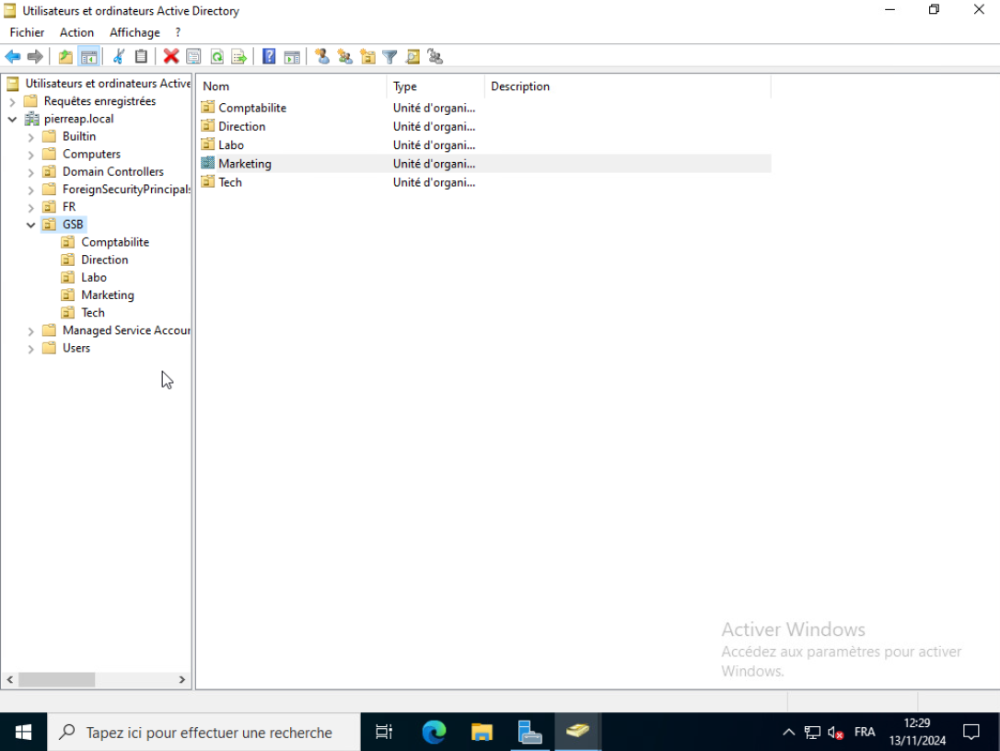 Utilisateurs et ordinateurs Active Directory
Fichier Action Affichage ?
Utilisateurs et ordinateurs Active
Requêtes enregistrées
pierreap.local
Builtin
Computers
Domain Controllers
ForeignSecurityPrincipals
FR
GSB
Comptabilite
Direction
Labo
Marketing
Tech
Managed Service Accour
Users
Nom Type Description
Comptabilite Unité d'organi...
Direction Unité d'organi...
Labo Unité d'organi...
Marketing Unité d'organi...
Tech Unité d'organi...
Activer Windows
Accédez aux paramètres pour activer
Windows.
Tapez ici pour effectuer une recherche
FRA
12:29
13/11/2024